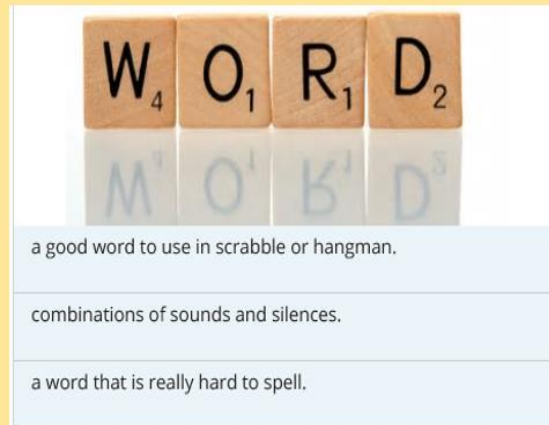 W4 O1 R1 D2
a good word to use in scrabble or hangman.
combinations of sounds and silences.
a word that is really hard to spell.